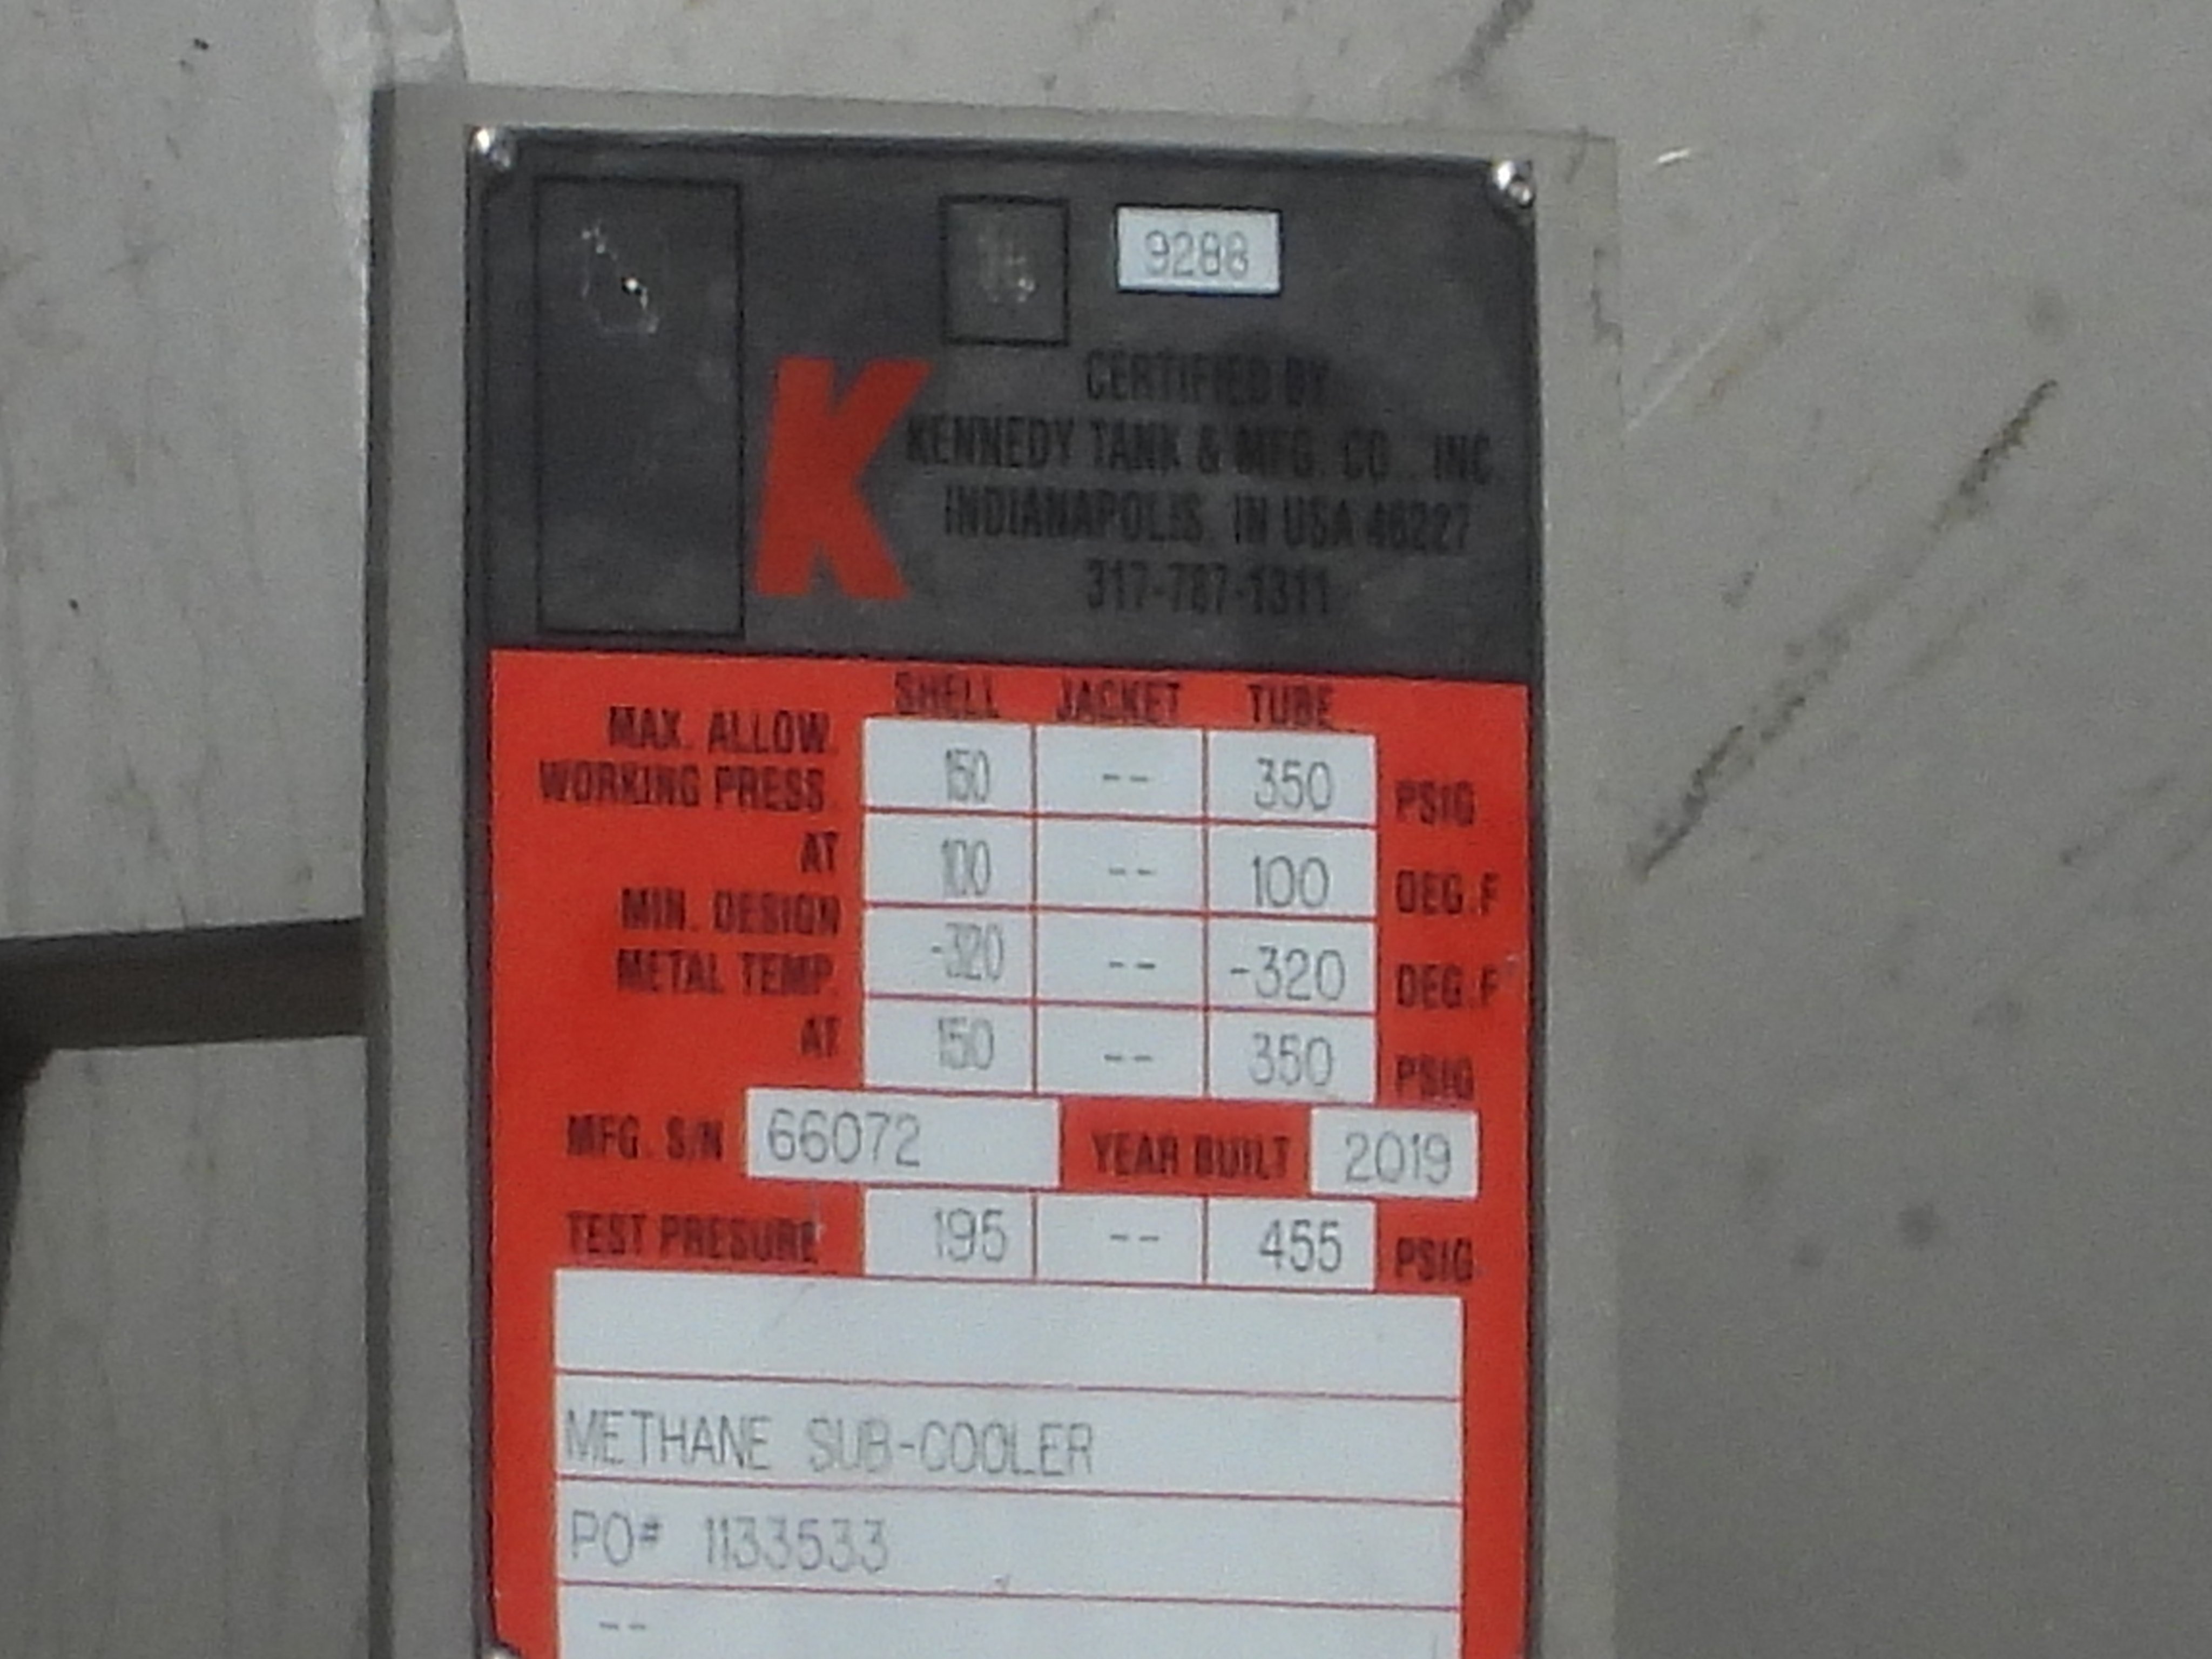 9288
K
CERTIFIED BY
KENNEDY TANK & MFG. CO., INC.
INDIANAPOLIS, IN USA 46227
317-787-1311
SHELL JACKET TUBE
MAX. ALLOW.
WORKING PRESS. 150 -- 350 PSIG
AT 100 -- 100 DEG.F
MIN. DESIGN
METAL TEMP. -320 -- -320 DEG.F
AT 150 -- 350 PSIG
MFG. S/N 66072 YEAR BUILT 2019
TEST PRESURE 195 -- 455 PSIG
METHANE SUB-COOLER
PO# 1133533
--